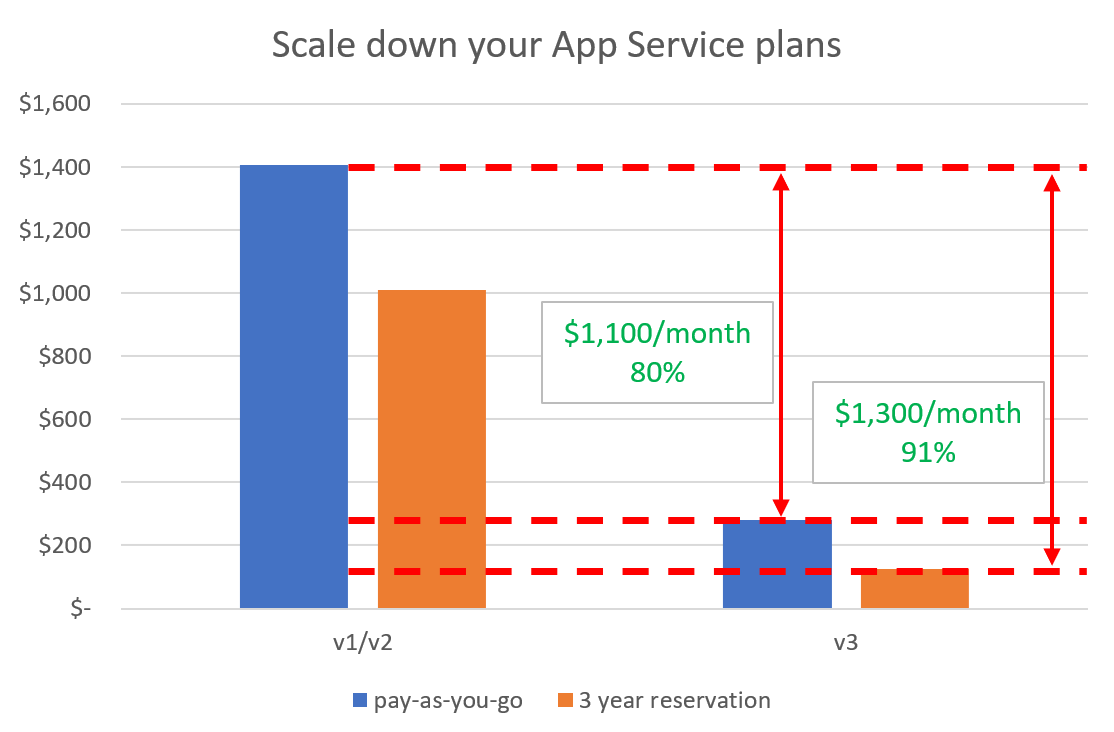 Scale down your App Service plans
$1,600
$1,400
$1,200
$1,000
$800
$600
$400
$200
$-
$1,100/month
80%
$1,300/month
91%
v1/v2
v3
pay-as-you-go
3 year reservation